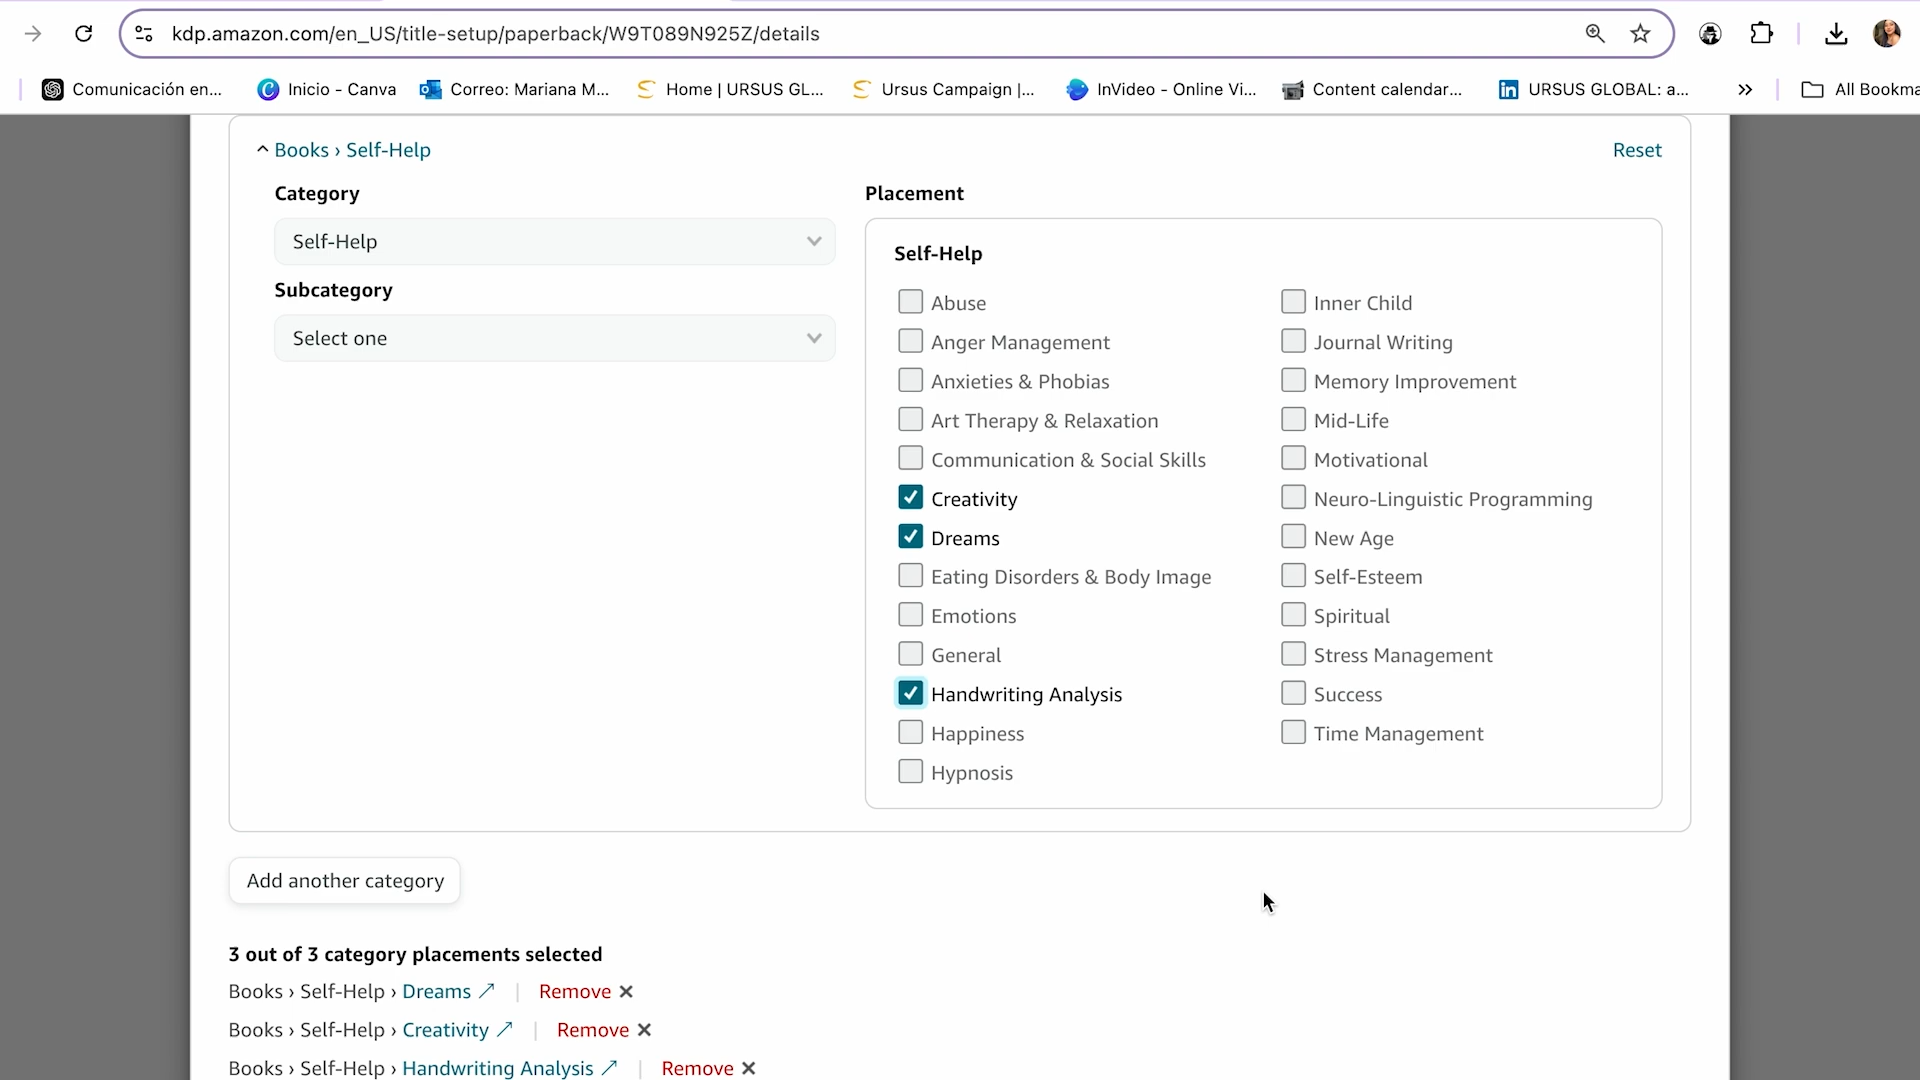 kdp.amazon.com/en_US/title-setup/paperback/W9T089N925Z/details
Comunicación en...
Inicio - Canva
Correo: Mariana M...
Home | URSUS GL...
Ursus Campaign |...
InVideo - Online Vi...
Content calendar...
URSUS GLOBAL: a...
All Bookma
Books › Self-Help
Reset
Category
Self-Help
Subcategory
Select one
Placement
Self-Help
Abuse
Anger Management
Anxieties & Phobias
Art Therapy & Relaxation
Communication & Social Skills
Creativity
Dreams
Eating Disorders & Body Image
Emotions
General
Handwriting Analysis
Happiness
Hypnosis
Inner Child
Journal Writing
Memory Improvement
Mid-Life
Motivational
Neuro-Linguistic Programming
New Age
Self-Esteem
Spiritual
Stress Management
Success
Time Management
Add another category
3 out of 3 category placements selected
Books › Self-Help › Dreams | Remove
Books › Self-Help › Creativity | Remove
Books › Self-Help › Handwriting Analysis | Remove